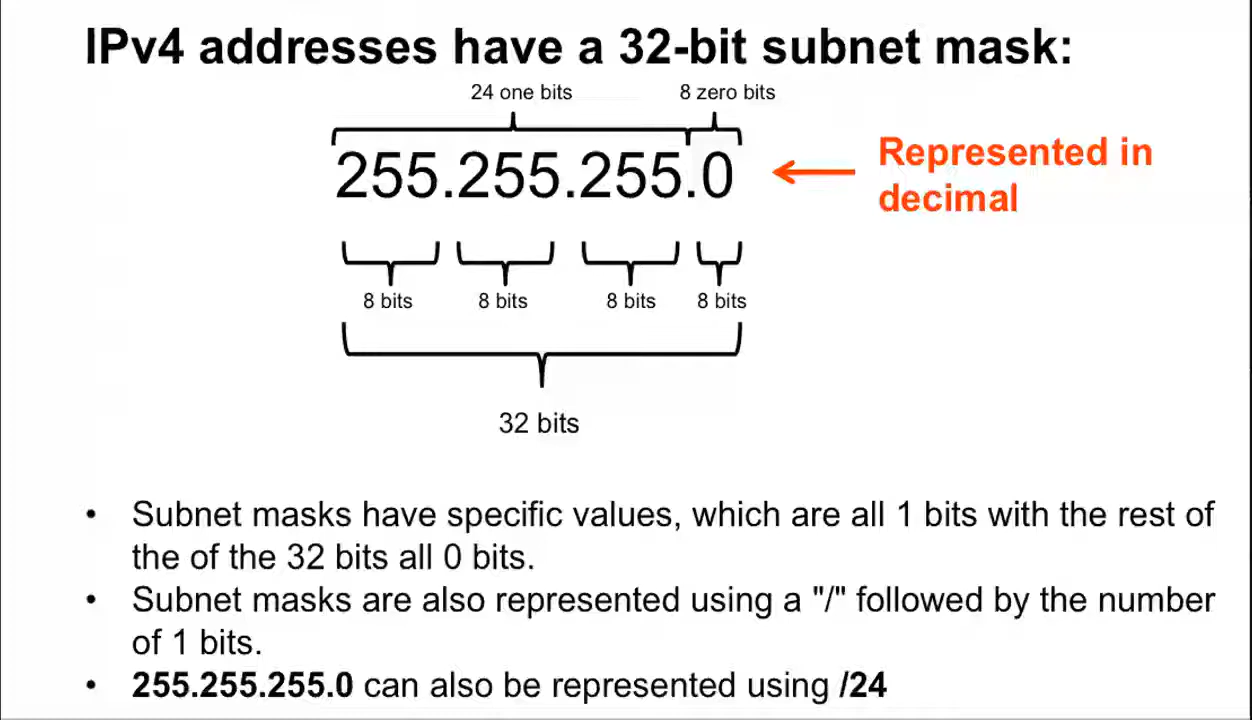 IPv4 addresses have a 32-bit subnet mask:
24 one bits
8 zero bits
255.255.255.0
Represented in
decimal
8 bits
8 bits
8 bits
8 bits
32 bits
• Subnet masks have specific values, which are all 1 bits with the rest of
the of the 32 bits all 0 bits.
• Subnet masks are also represented using a "/" followed by the number
of 1 bits.
• 255.255.255.0 can also be represented using /24